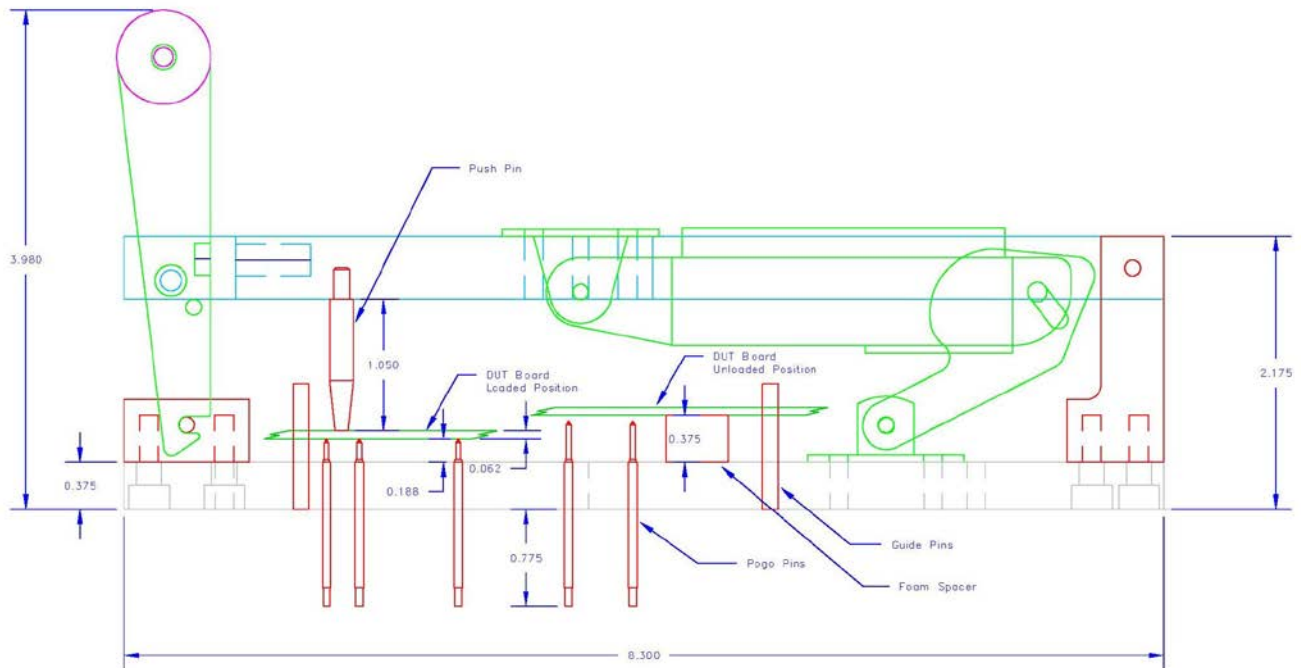 Push Pin
3.980
1.050
DUT Board
Unloaded Position
DUT Board
Loaded Position
2.175
0.375
0.062
0.375
0.188
0.775
Guide Pins
Pogo Pins
Foam Spacer
8.300